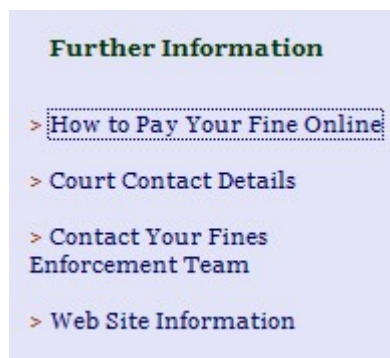 Further Information
> How to Pay Your Fine Online
> Court Contact Details
> Contact Your Fines
Enforcement Team
> Web Site Information